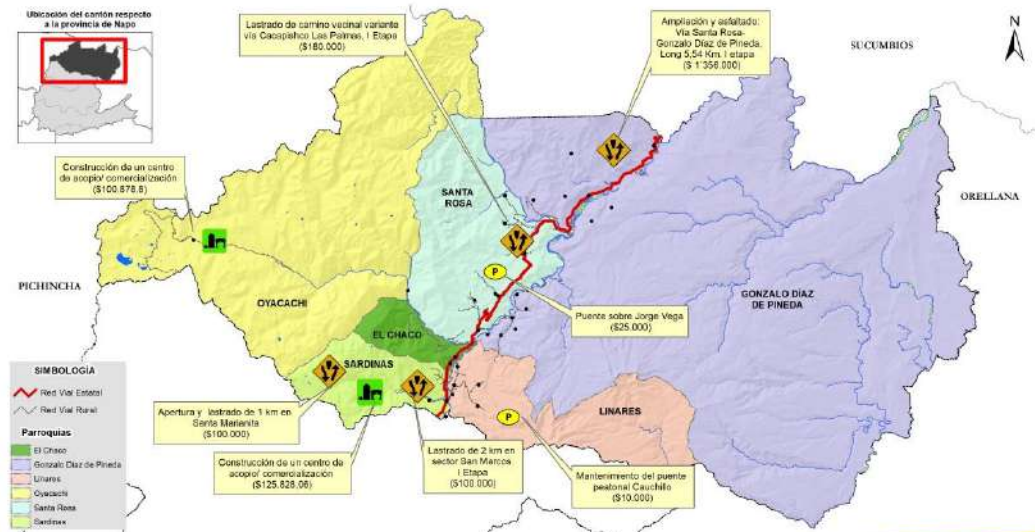 Ubicación del cantón respecto
a la provincia de Napo
Lastrado de camino vecinal variante
vía Cacapishco Las Palmas, I Etapa
($180.000)
Ampliación y asfaltado:
Vía Santa Rosa-
Gonzalo Díaz de Pineda,
Long 5,54 Km. I etapa
($ 1'356.000)
SUCUMBIOS
N
Construcción de un centro
de acopio/ comercialización
($100.878.8)
SANTA
ROSA
ORELLANA
PICHINCHA
OYACACHI
P
GONZALO DÍAZ
DE PINEDA
Puente sobre Jorge Vega
($25.000)
EL CHACO
SARDINAS
SIMBOLOGÍA
Red Vial Estatal
Red Vial Rural
Parroquias
El Chaco
Gonzalo Díaz de Pineda
Linares
Oyacachi
Santa Rosa
Sardinas
Apertura y lastrado de 1 km en
Santa Marianita
($100.000)
P
LINARES
Construcción de un centro de
acopio/ comercialización
($125.828.06)
Lastrado de 2 km en
sector San Marcos
I Etapa
($100.000)
Mantenimiento del puente
peatonal Cauchillo
($10.000)